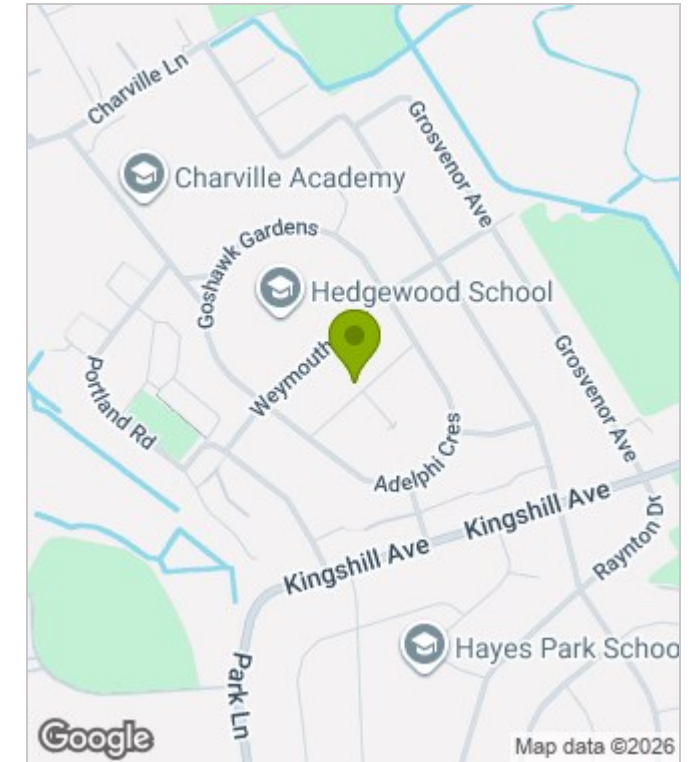 Charville Ln
Grosvenor Ave
Charville Academy
Goshawk Gardens
Hedgewood School
Weymouth
Grosvenor Ave
Portland Rd
Adelphi Cres
Kingshill Ave
Kingshill Ave
Raynton Dr
Hayes Park Schoo
Park Ln
Google
Map data ©2026